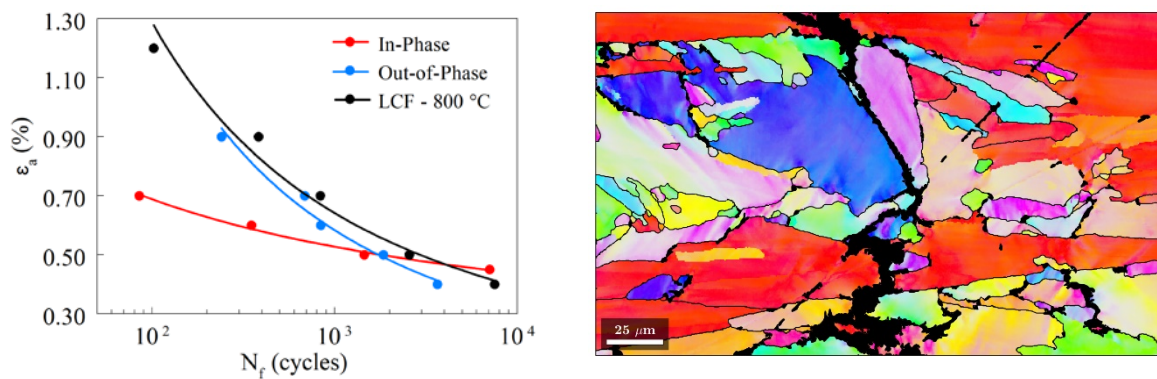 1.30
1.10
0.90
0.70
0.50
0.30
εa (%)
In-Phase
Out-of-Phase
LCF - 800 °C
10² 10³ 10⁴
Nf (cycles)
25 μm